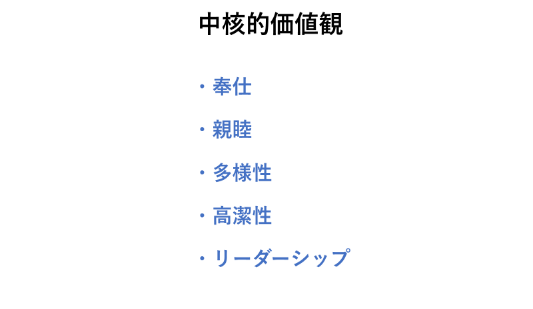 中核的価値観
・奉仕
・親睦
・多様性
・高潔性
・リーダーシップ